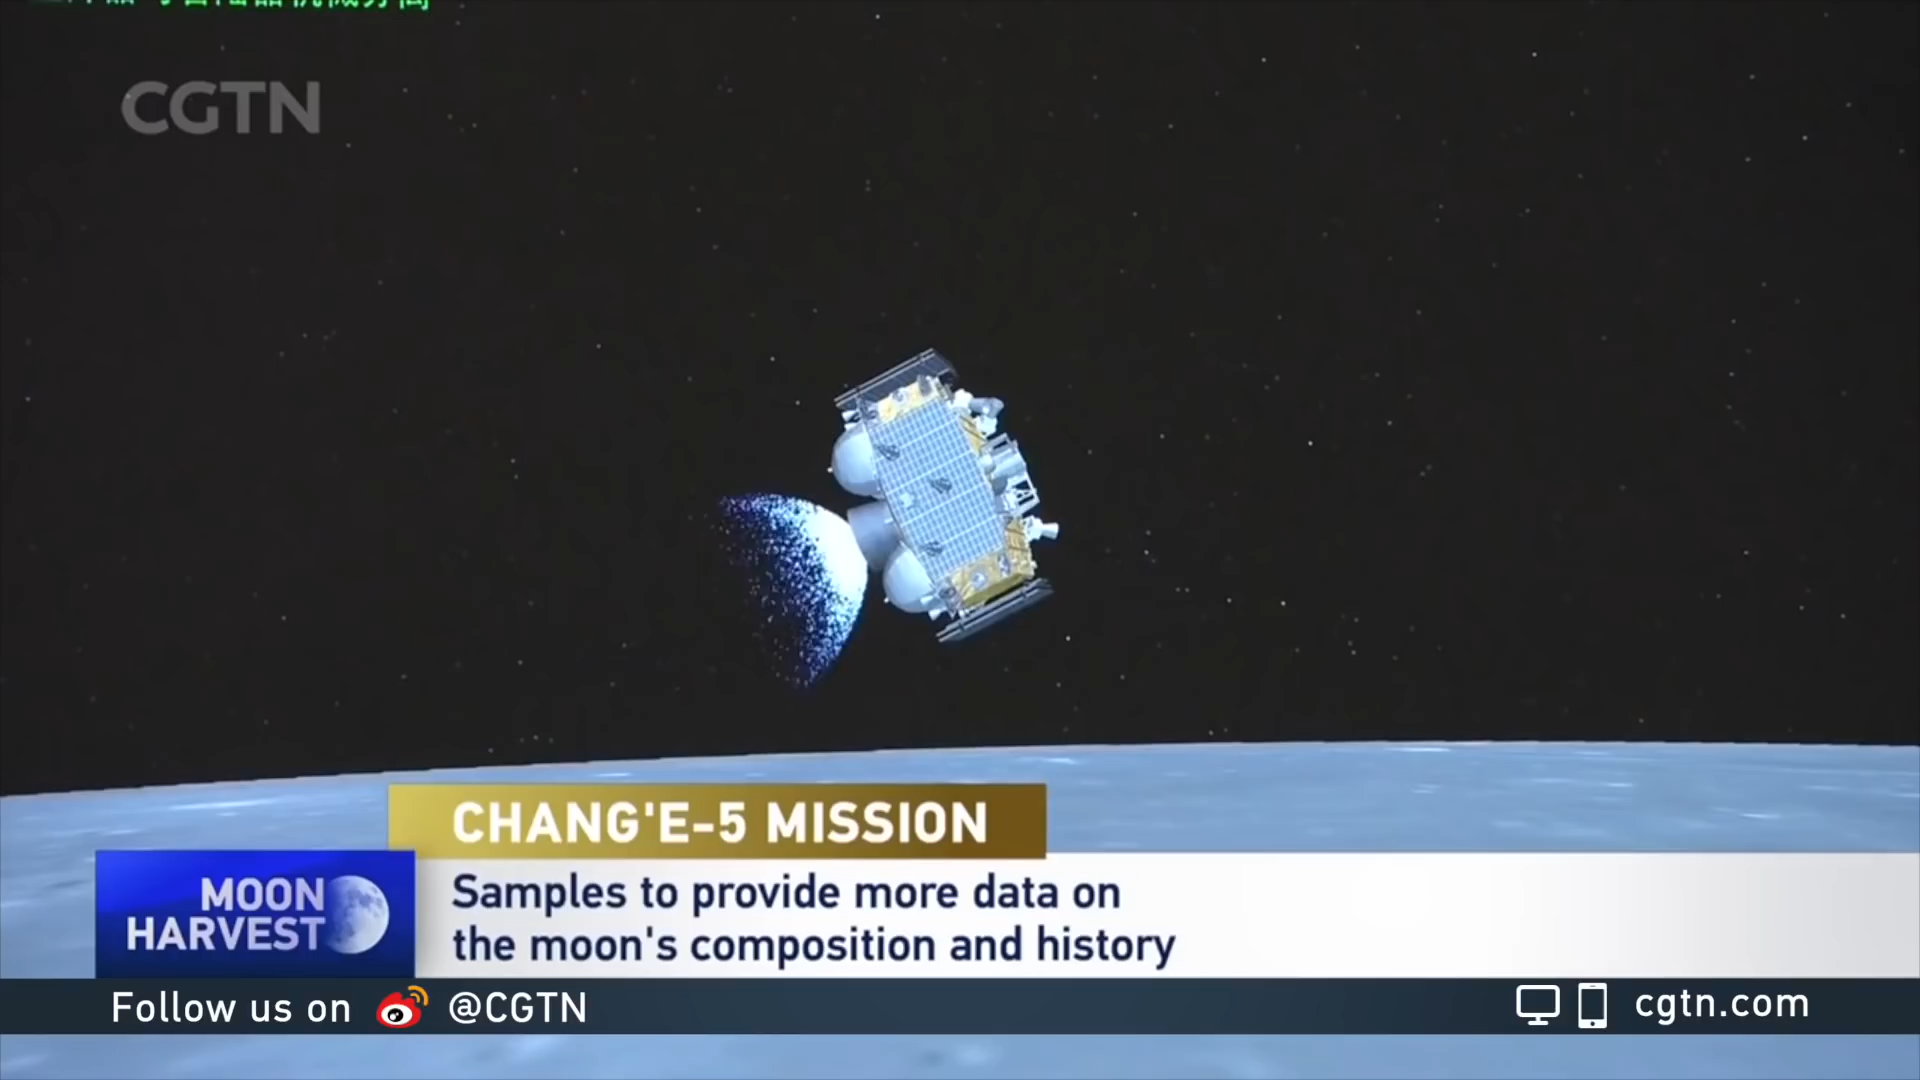 CGTN
CHANG'E-5 MISSION
MOON
HARVEST
Samples to provide more data on
the moon's composition and history
Follow us on @CGTN
cgtn.com